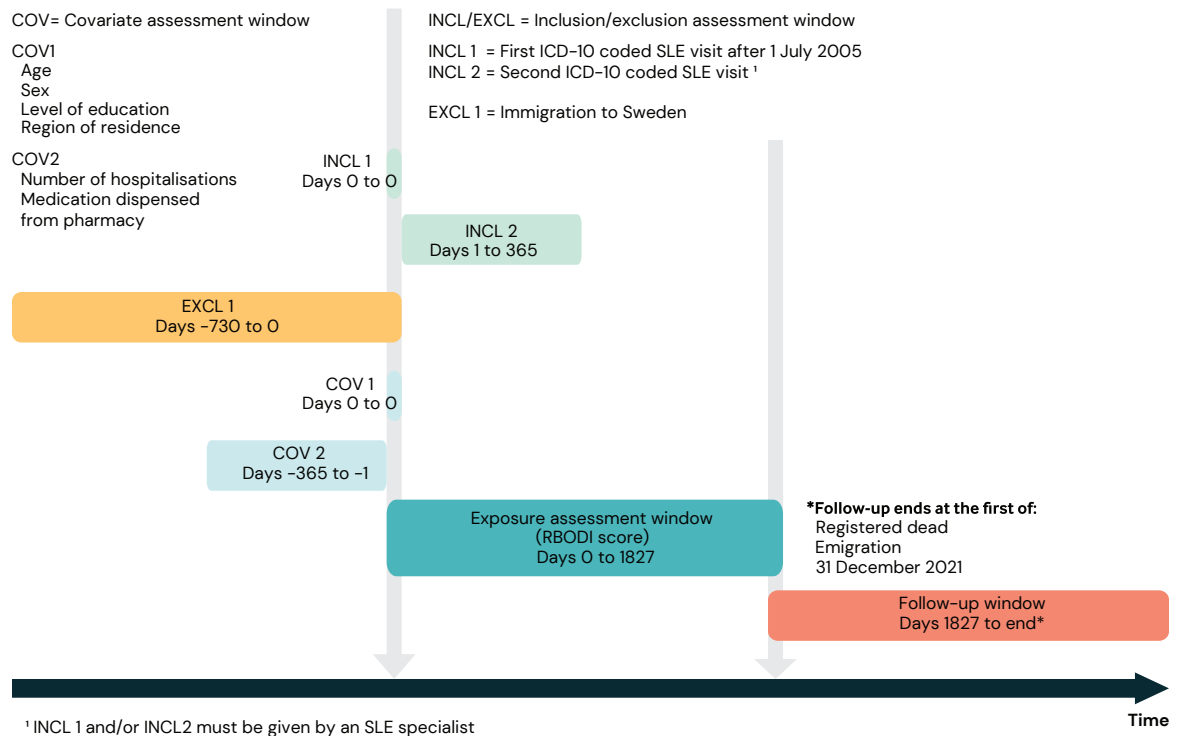 COV= Covariate assessment window
COV1
Age
Sex
Level of education
Region of residence
COV2
Number of hospitalisations
Medication dispensed
from pharmacy
INCL/EXCL = Inclusion/exclusion assessment window
INCL 1 = First ICD-10 coded SLE visit after 1 July 2005
INCL 2 = Second ICD-10 coded SLE visit ¹
EXCL 1 = Immigration to Sweden
INCL 1
Days 0 to 0
INCL 2
Days 1 to 365
EXCL 1
Days -730 to 0
COV 1
Days 0 to 0
COV 2
Days -365 to -1
Exposure assessment window
(RBODI score)
Days 0 to 1827
*Follow-up ends at the first of:
Registered dead
Emigration
31 December 2021
Follow-up window
Days 1827 to end*
Time
¹ INCL 1 and/or INCL2 must be given by an SLE specialist